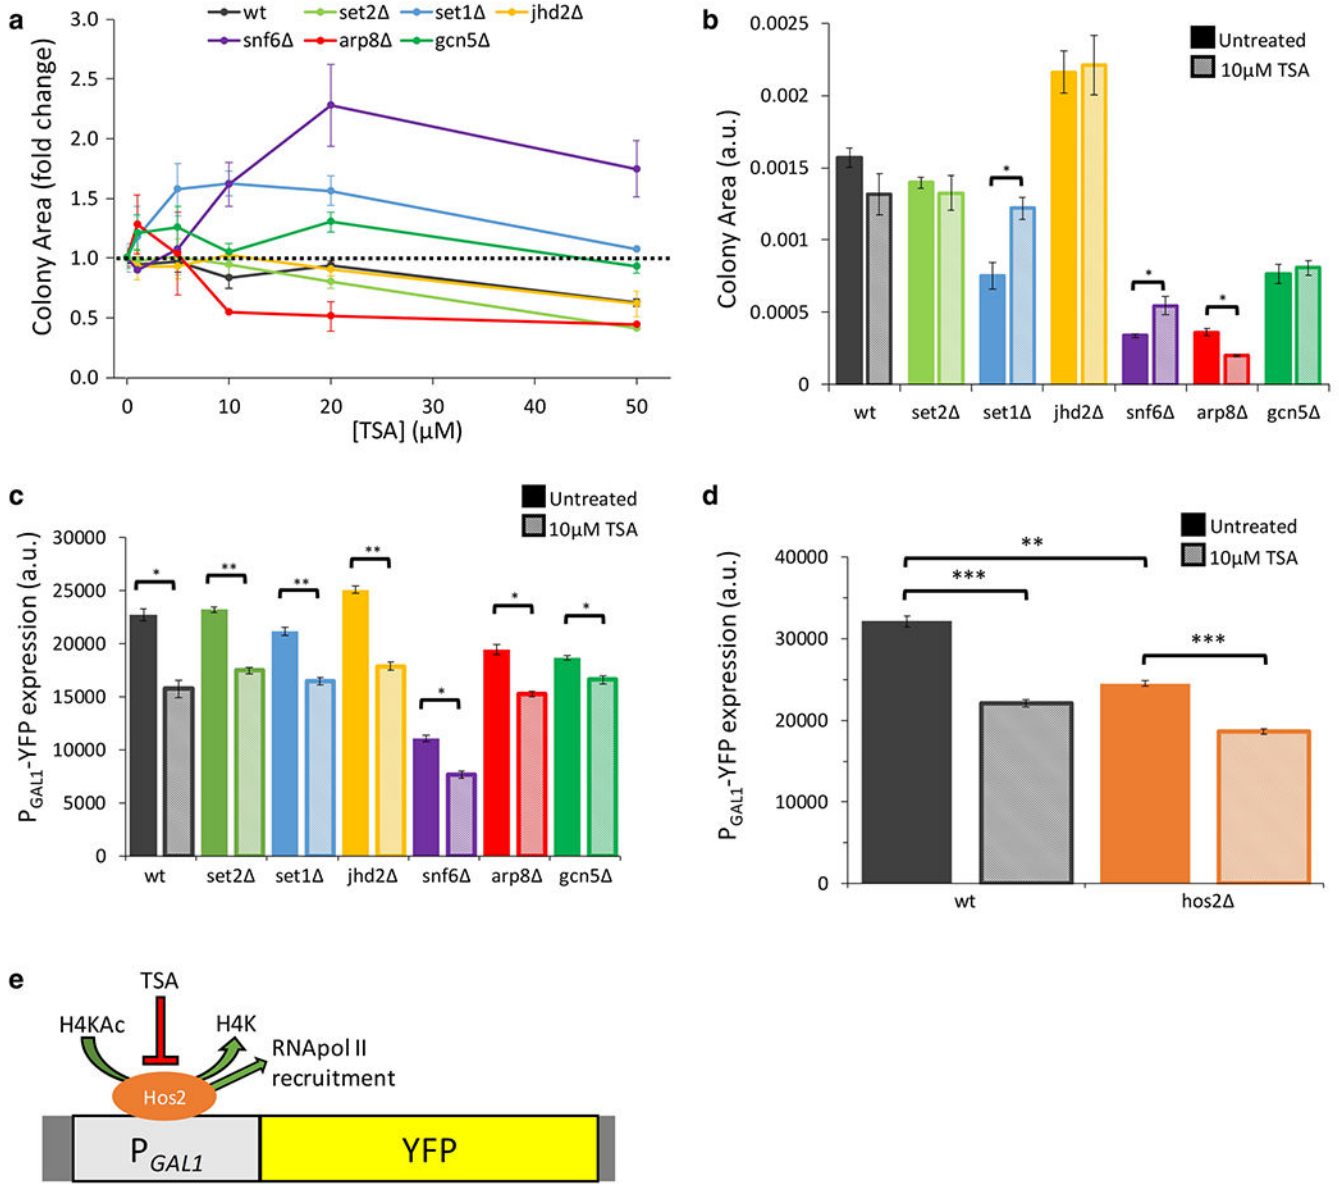 a
wt set2Δ set1Δ jhd2Δ
snf6Δ arp8Δ gcn5Δ
Colony Area (fold change)
3.0
2.5
2.0
1.5
1.0
0.5
0.0
0 10 20 30 40 50
[TSA] (μM)
b
Untreated
10μM TSA
Colony Area (a.u.)
0.0025
0.002
0.0015
0.001
0.0005
0
* * *
wt set2Δ set1Δ jhd2Δ snf6Δ arp8Δ gcn5Δ
c
Untreated
10μM TSA
PGAL1-YFP expression (a.u.)
30000
25000
20000
15000
10000
5000
0
* ** ** ** * * *
wt set2Δ set1Δ jhd2Δ snf6Δ arp8Δ gcn5Δ
d
Untreated
10μM TSA
PGAL1-YFP expression (a.u.)
40000
30000
20000
10000
0
**
***
***
wt hos2Δ
e
TSA
H4KAc H4K
RNApol II
recruitment
Hos2
PGAL1 YFP